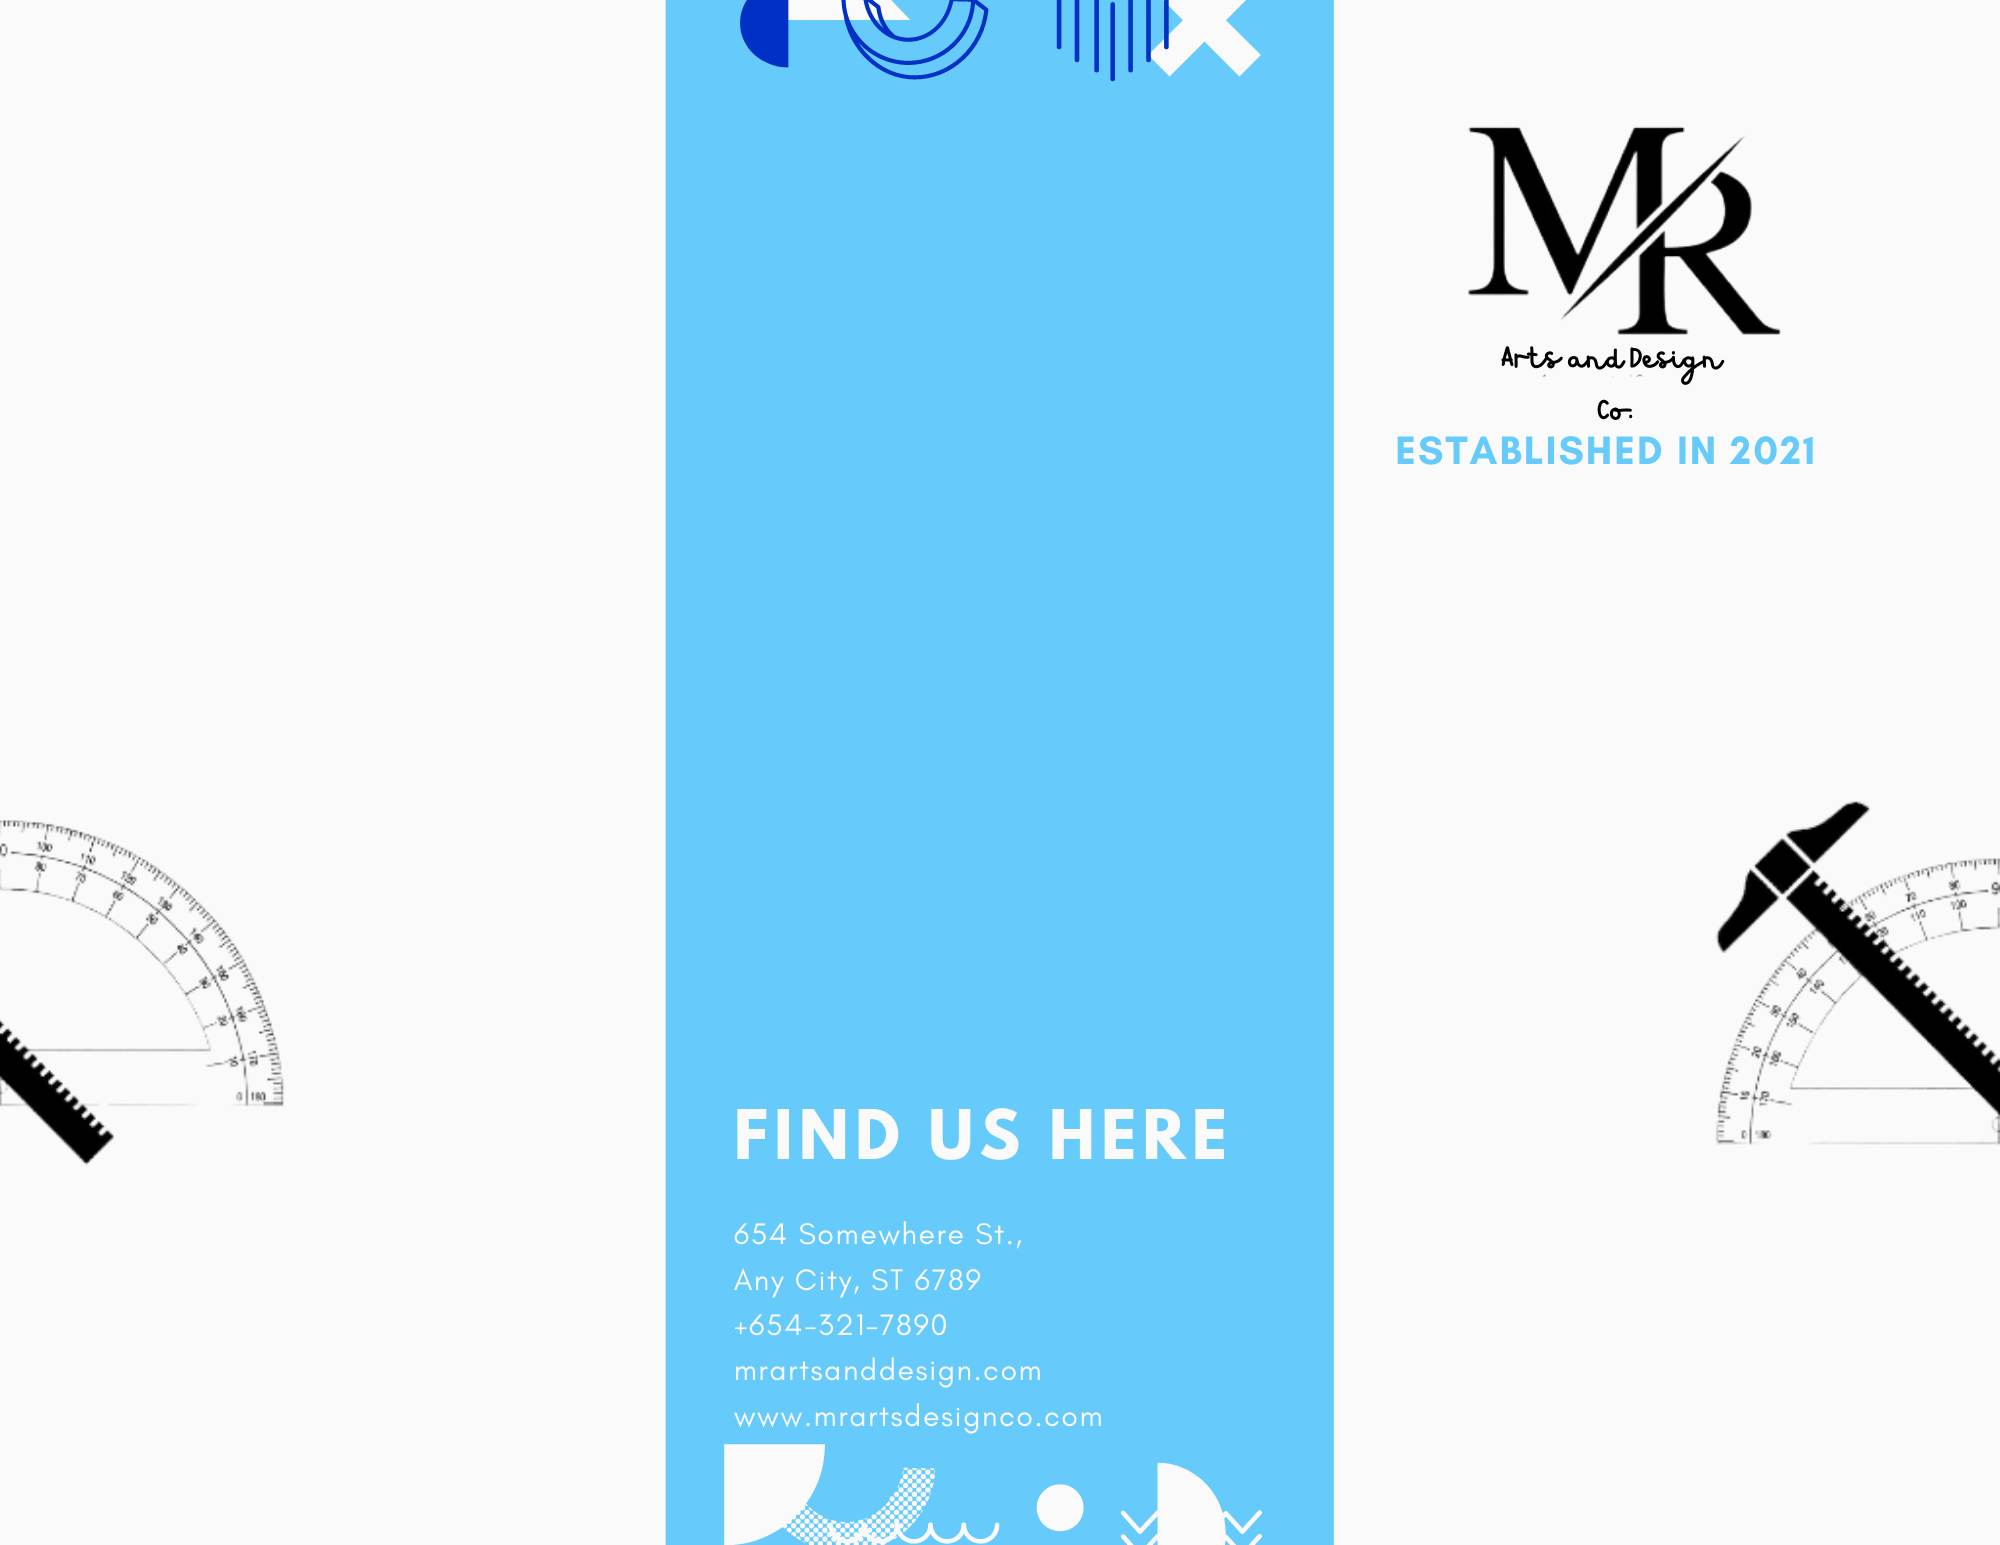 MR
Arts and Design
Co.
ESTABLISHED IN 2021
FIND US HERE
654 Somewhere St.,
Any City, ST 6789
+654-321-7890
mrartsanddesign.com
www.mrartsdesignco.com